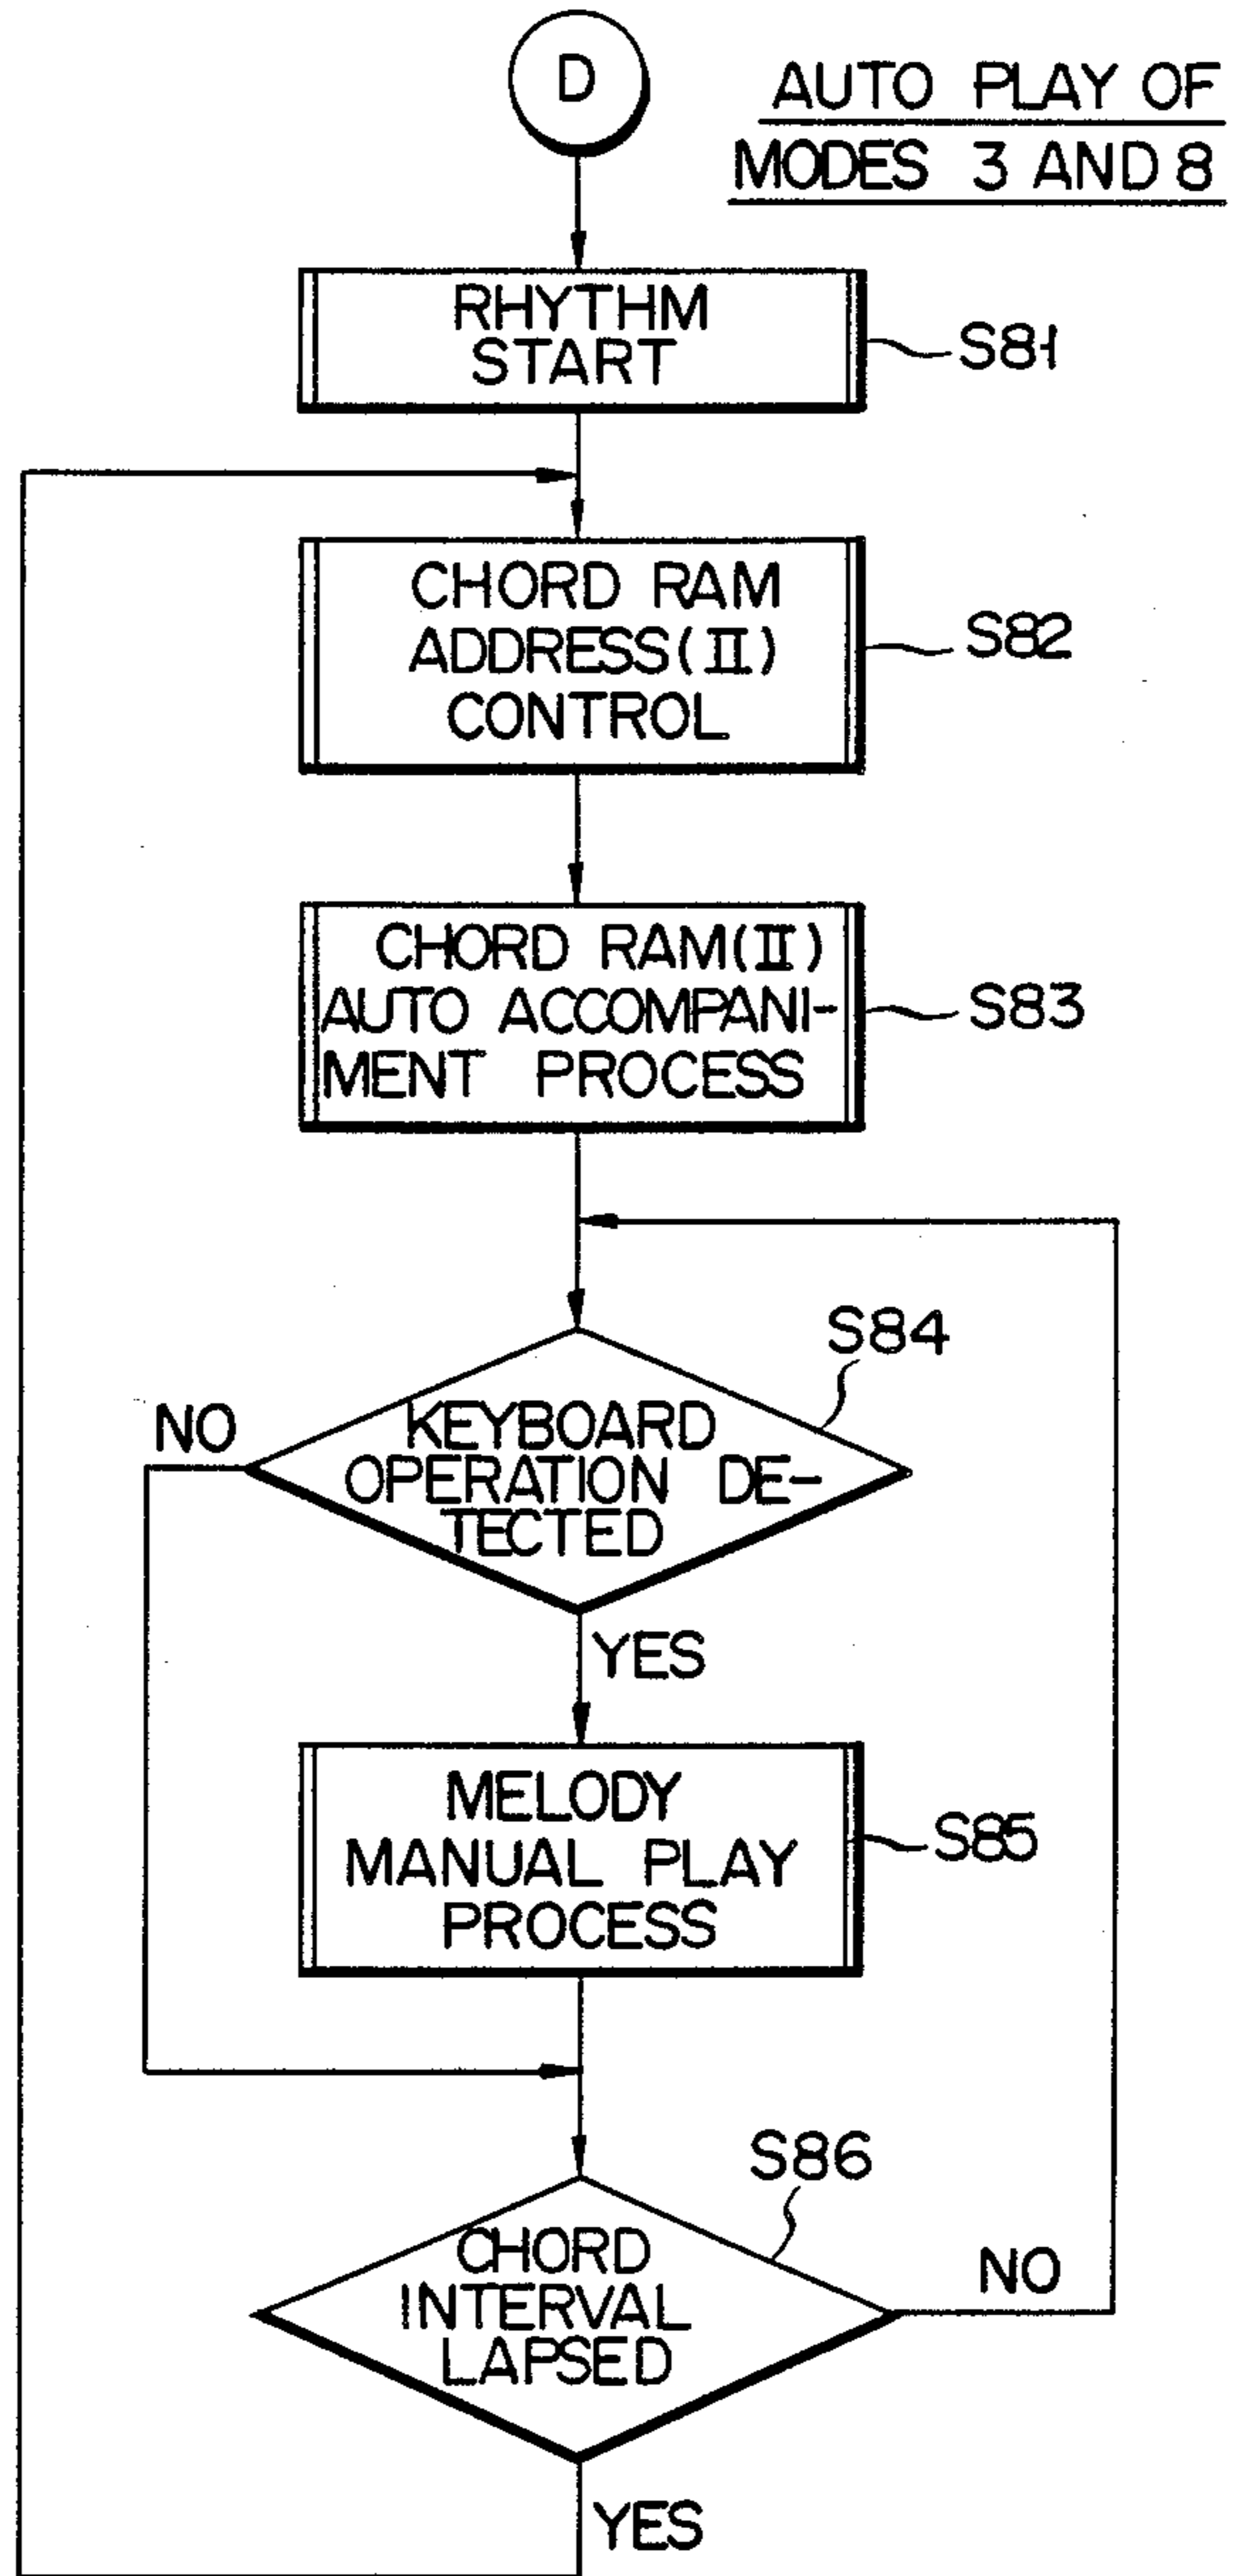 D
AUTO PLAY OF
MODES 3 AND 8
RHYTHM
START
S81
CHORD RAM
ADDRESS(II)
CONTROL
S82
CHORD RAM(II)
AUTO ACCOMPANI-
MENT PROCESS
S83
S84
NO
KEYBOARD
OPERATION DE-
TECTED
YES
MELODY
MANUAL PLAY
PROCESS
S85
S86
CHORD
INTERVAL
LAPSED
NO
YES